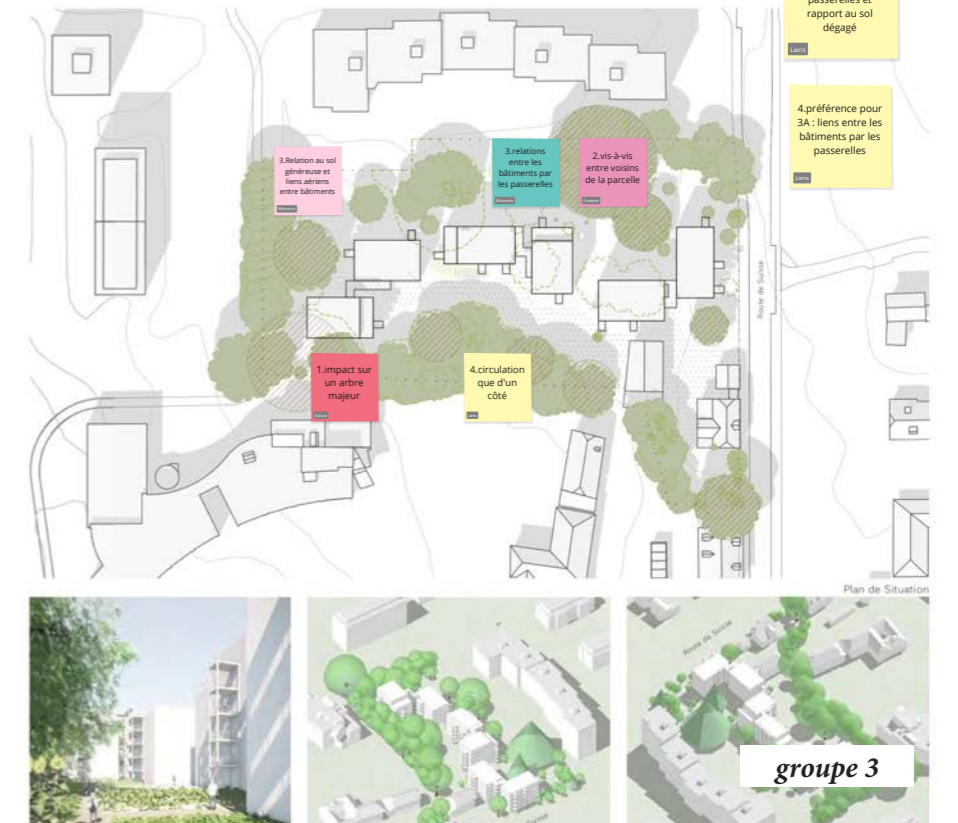 passerelles et
rapport au sol
dégagé
Liens
4.préférence pour
3A : liens entre les
bâtiments par les
passerelles
Liens
3.Relation au sol
généreuse et
liens aériens
entre bâtiments
3.relations
entre les
bâtiments par
les passerelles
2.vis-à-vis
entre voisins
de la parcelle
Route de Suisse
1.impact sur
un arbre
majeur
4.circulation
que d'un
côté
Plan de Situation
Route de Suisse
Suisse
groupe 3